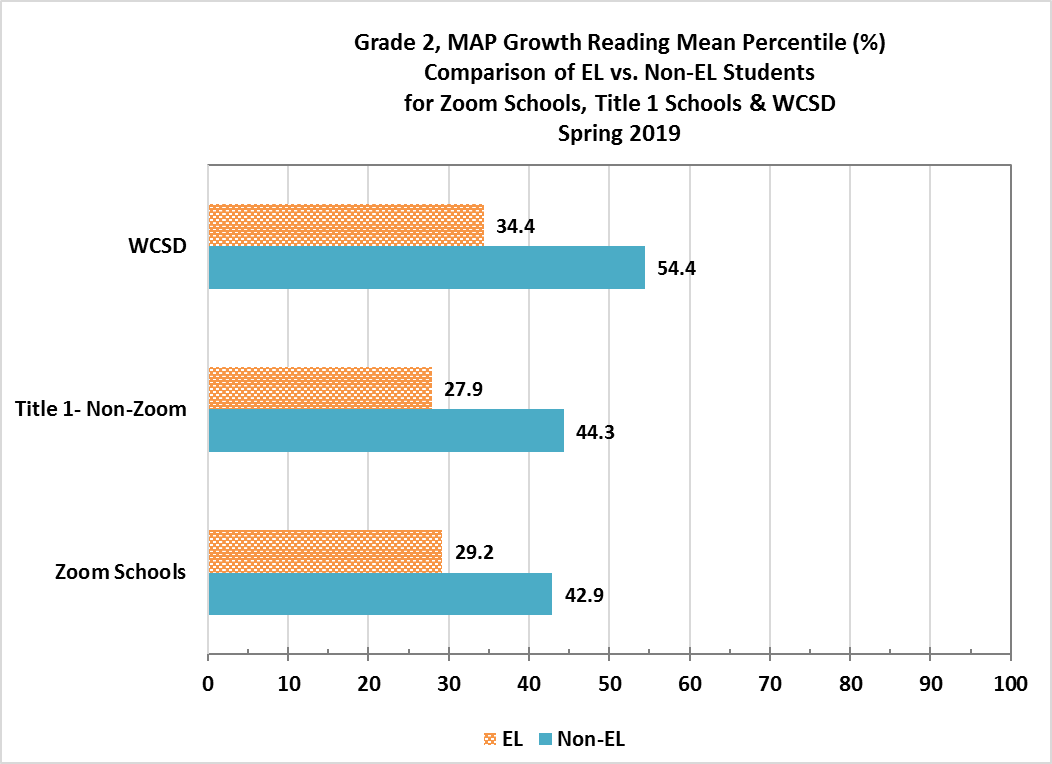 Grade 2, MAP Growth Reading Mean Percentile (%)
Comparison of EL vs. Non-EL Students
for Zoom Schools, Title 1 Schools & WCSD
Spring 2019
WCSD
34.4
54.4
Title 1- Non-Zoom
27.9
44.3
Zoom Schools
29.2
42.9
0 10 20 30 40 50 60 70 80 90 100
EL Non-EL